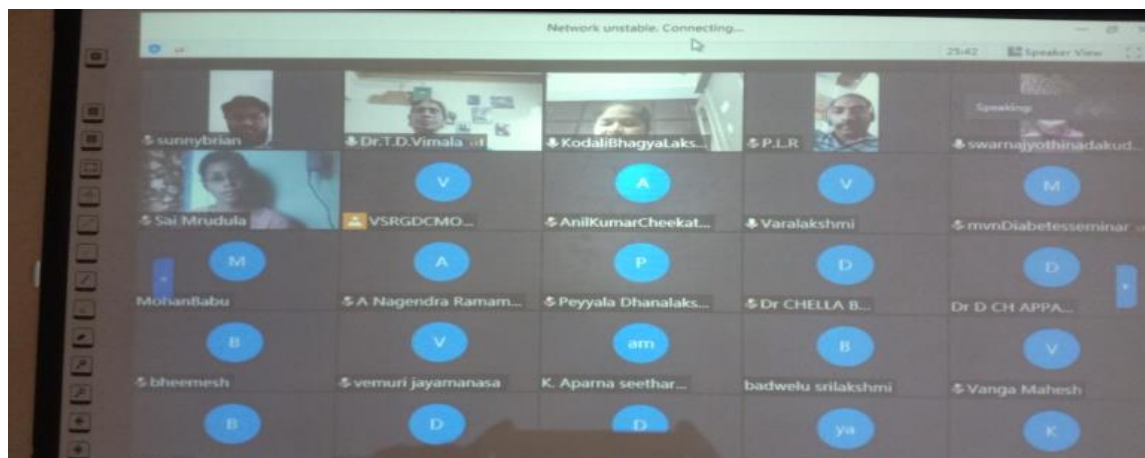 Network unstable. Connecting...
25:42 Speaker View
Speaking:
sunnybrian
Dr.T.D.Vimala
KodaliBhagyaLaks...
P.L.R
swarnajyothinadakud...
V A V M
Sai Mrudula
VSRGDCMO...
AnilKumarCheekat...
Varalakshmi
mvnDiabetesseminar
M A P D D
MohanBabu
A Nagendra Ramam...
Peyyala Dhanalaks...
Dr CHELLA B...
Dr D CH APPA...
B V am B V
bheemesh
vemuri jayamanasa
K. Aparna seethar...
badwelu srilakshmi
Vanga Mahesh
B D D ya K